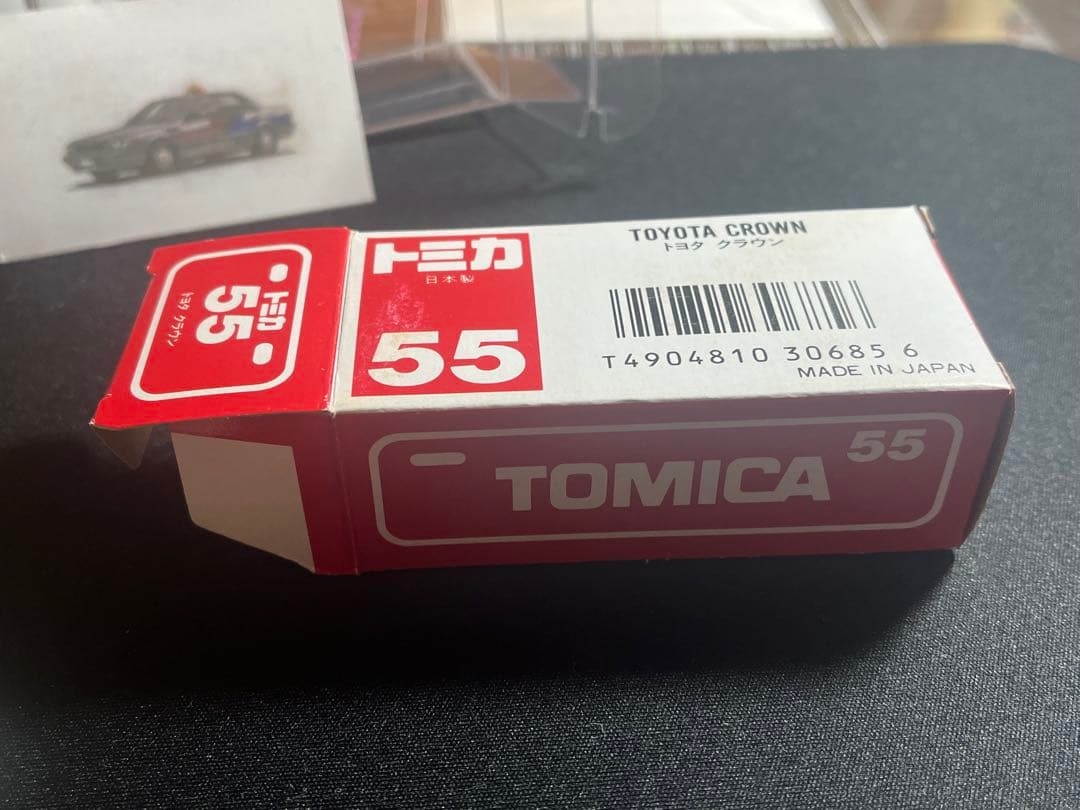 トミカ
55
トヨタ クラウン
トミカ
日本製
55
TOYOTA CROWN
トヨタ クラウン
T4904810 30685 6
MADE IN JAPAN
TOMICA 55